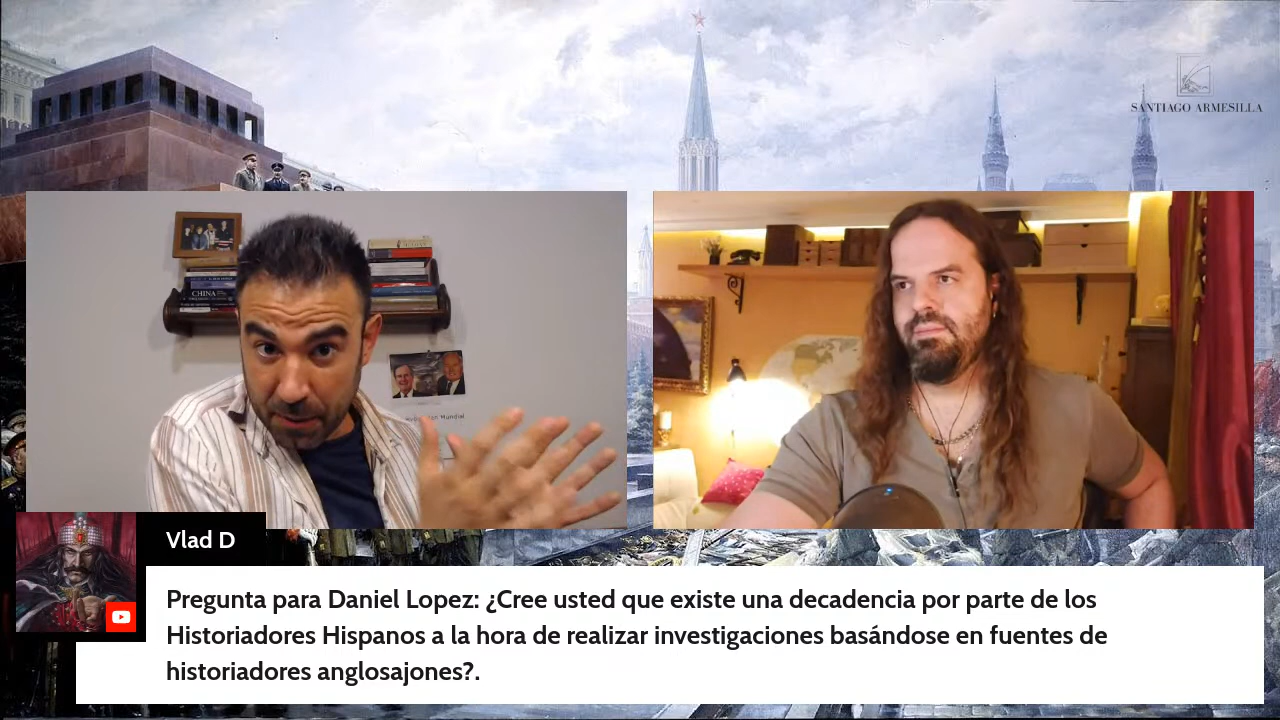 SANTIAGO ARMESILLA
CHINA
Mundial
Vlad D
Pregunta para Daniel Lopez: ¿Cree usted que existe una decadencia por parte de los
Historiadores Hispanos a la hora de realizar investigaciones basándose en fuentes de
historiadores anglosajones?.